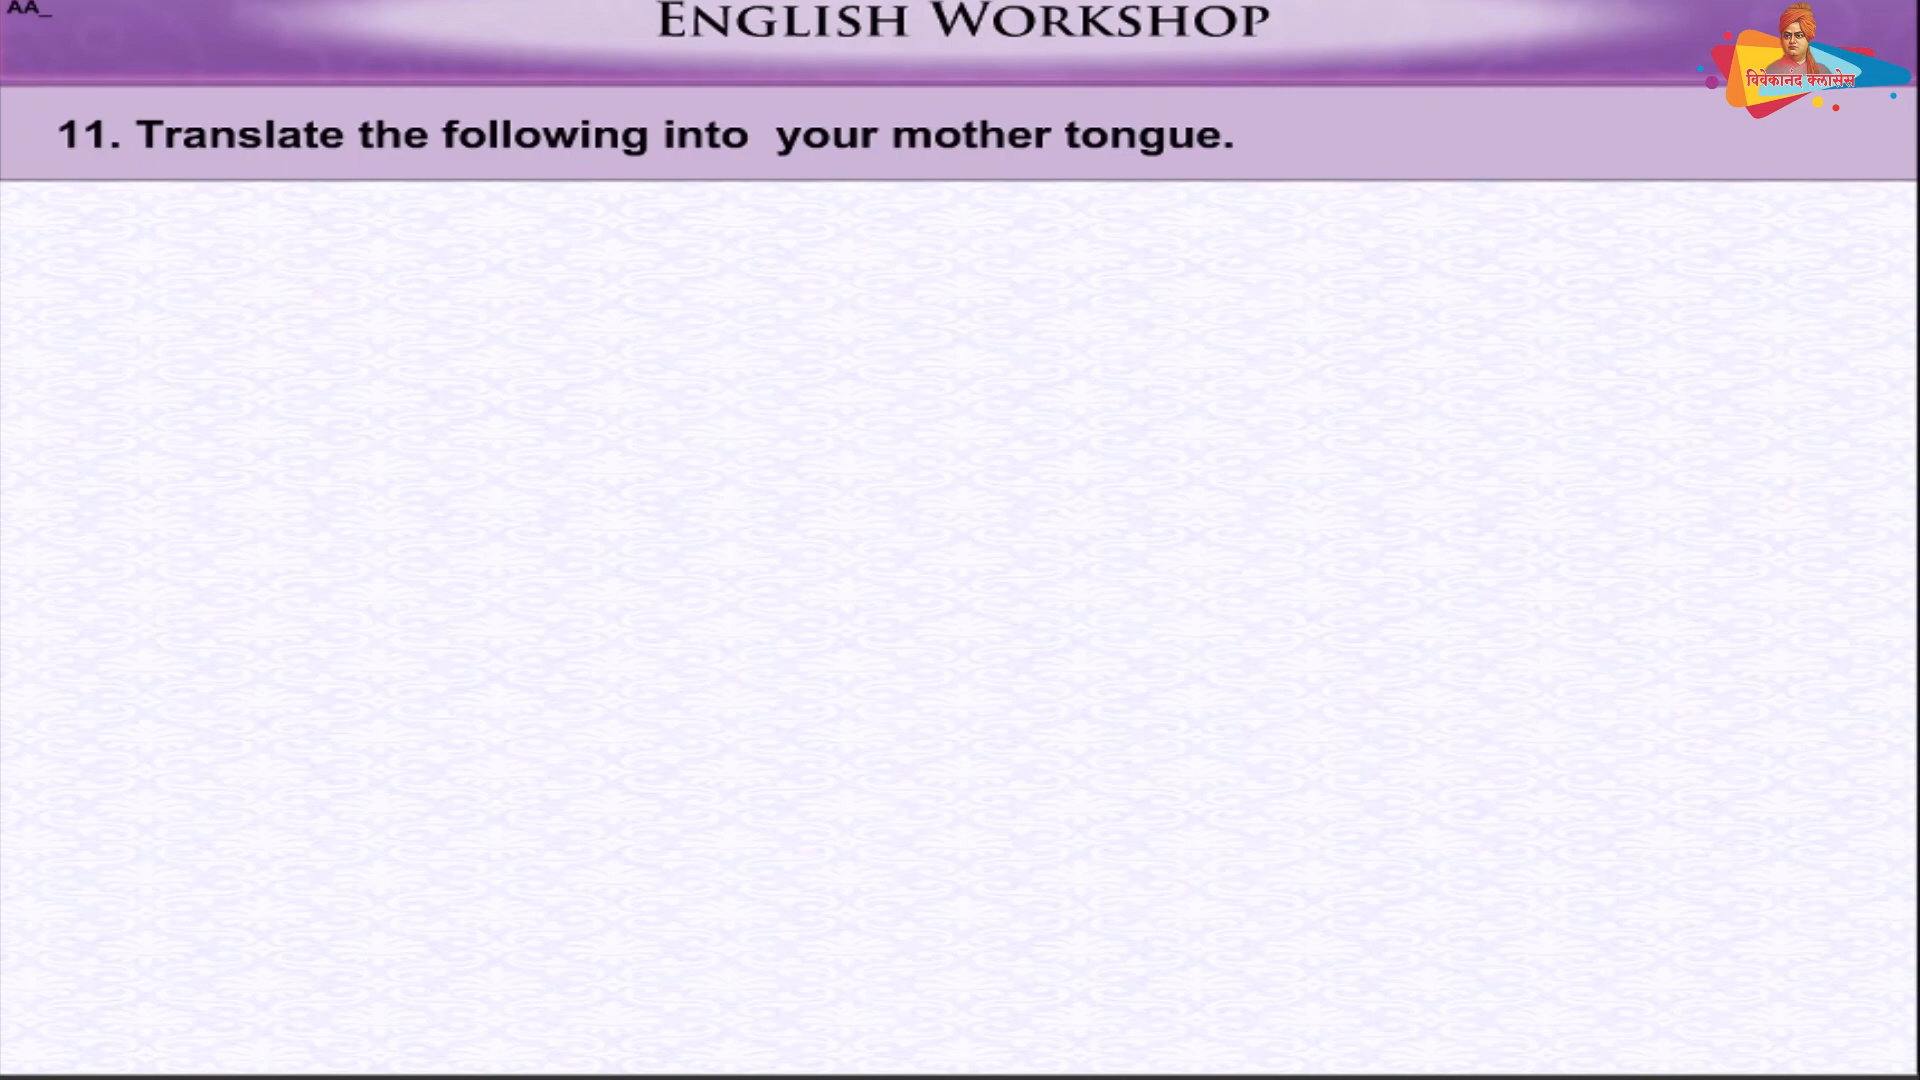 AA_
ENGLISH WORKSHOP
विवेकानंद क्लासेस
11. Translate the following into your mother tongue.